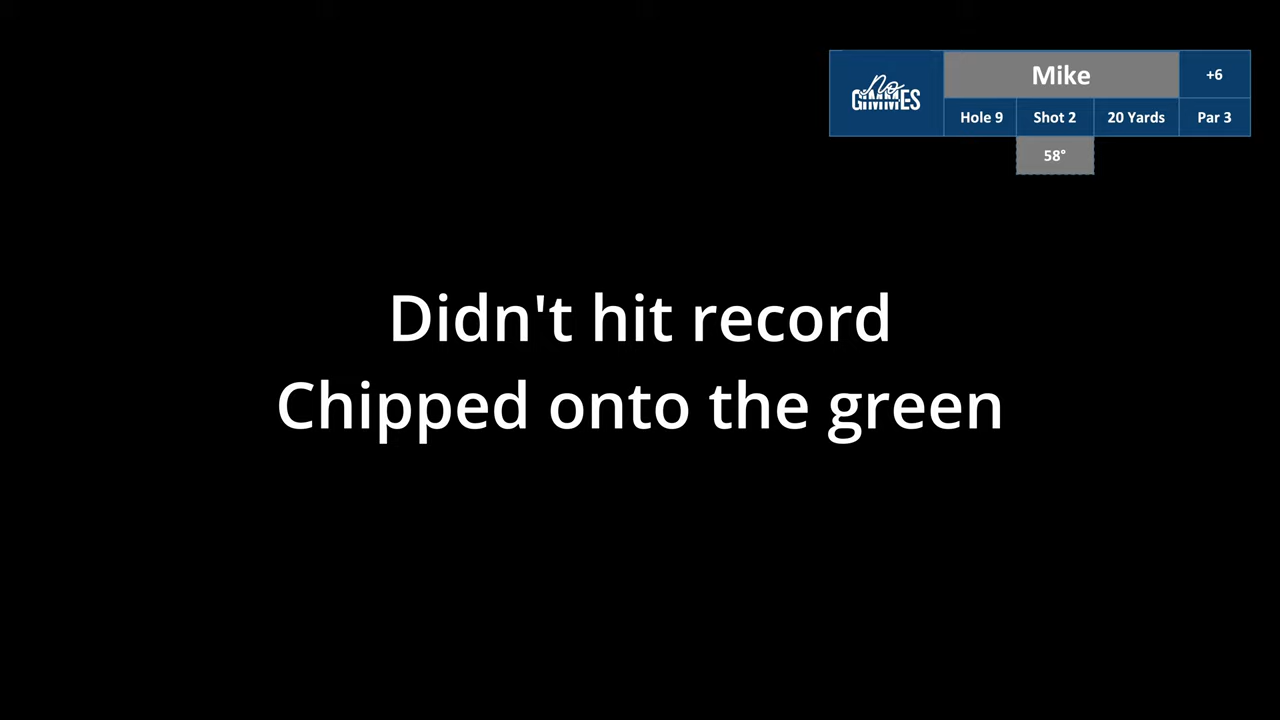 no
GIMMES
Mike
+6
Hole 9
Shot 2
20 Yards
Par 3
58°
Didn't hit record
Chipped onto the green